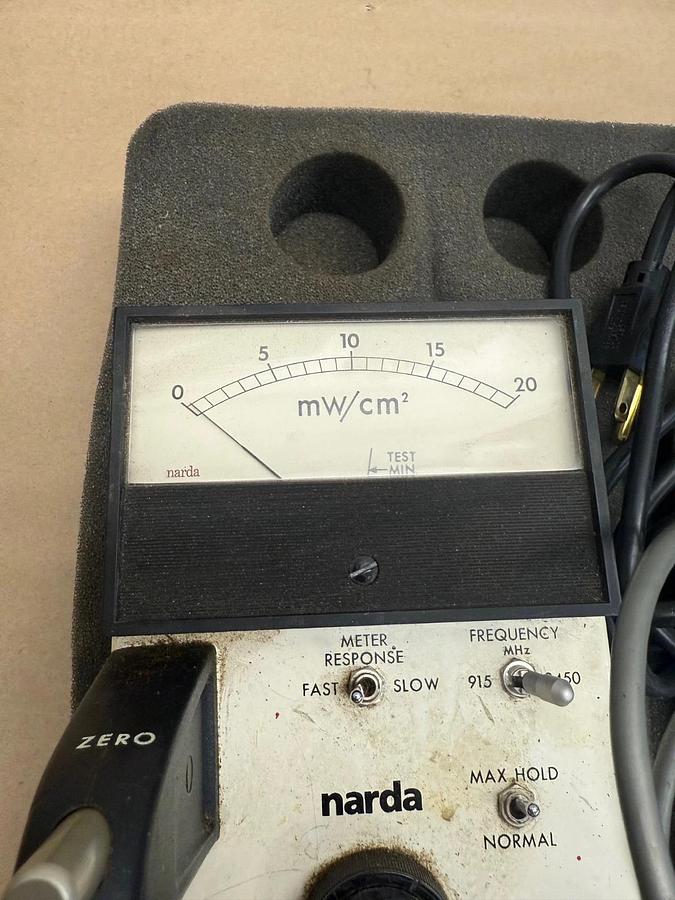 0 5 10 15 20
mW/cm²
narda
TEST
MIN
METER
RESPONSE
FAST SLOW
FREQUENCY
MHz
915
narda
ZERO
MAX HOLD
NORMAL